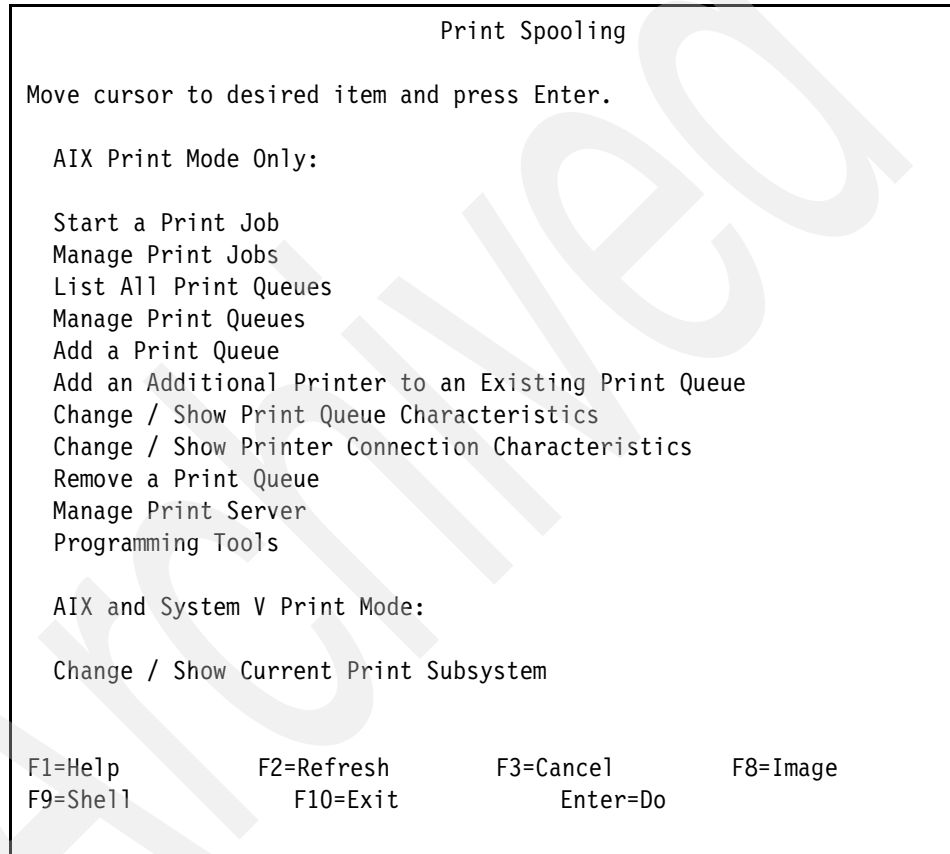 Print Spooling
Move cursor to desired item and press Enter.
AIX Print Mode Only:
Start a Print Job
Manage Print Jobs
List All Print Queues
Manage Print Queues
Add a Print Queue
Add an Additional Printer to an Existing Print Queue
Change / Show Print Queue Characteristics
Change / Show Printer Connection Characteristics
Remove a Print Queue
Manage Print Server
Programming Tools
AIX and System V Print Mode:
Change / Show Current Print Subsystem
F1=Help F2=Refresh F3=Cancel F8=Image
F9=Shell F10=Exit Enter=Do
Archived